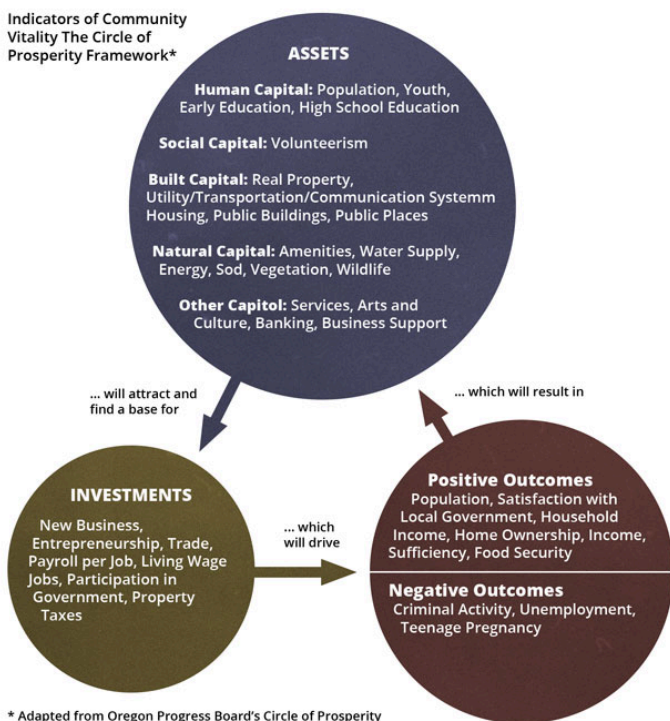 Indicators of Community
Vitality The Circle of
Prosperity Framework*
ASSETS
Human Capital: Population, Youth,
Early Education, High School Education
Social Capital: Volunteerism
Built Capital: Real Property,
Utility/Transportation/Communication Systemm
Housing, Public Buildings, Public Places
Natural Capital: Amenities, Water Supply,
Energy, Sod, Vegetation, Wildlife
Other Capitol: Services, Arts and
Culture, Banking, Business Support
... will attract and
find a base for
... which will result in
INVESTMENTS
New Business,
Entrepreneurship, Trade,
Payroll per Job, Living Wage
Jobs, Participation in
Government, Property
Taxes
... which
will drive
Positive Outcomes
Population, Satisfaction with
Local Government, Household
Income, Home Ownership, Income,
Sufficiency, Food Security
Negative Outcomes
Criminal Activity, Unemployment,
Teenage Pregnancy
* Adapted from Oregon Progress Board's Circle of Prosperity